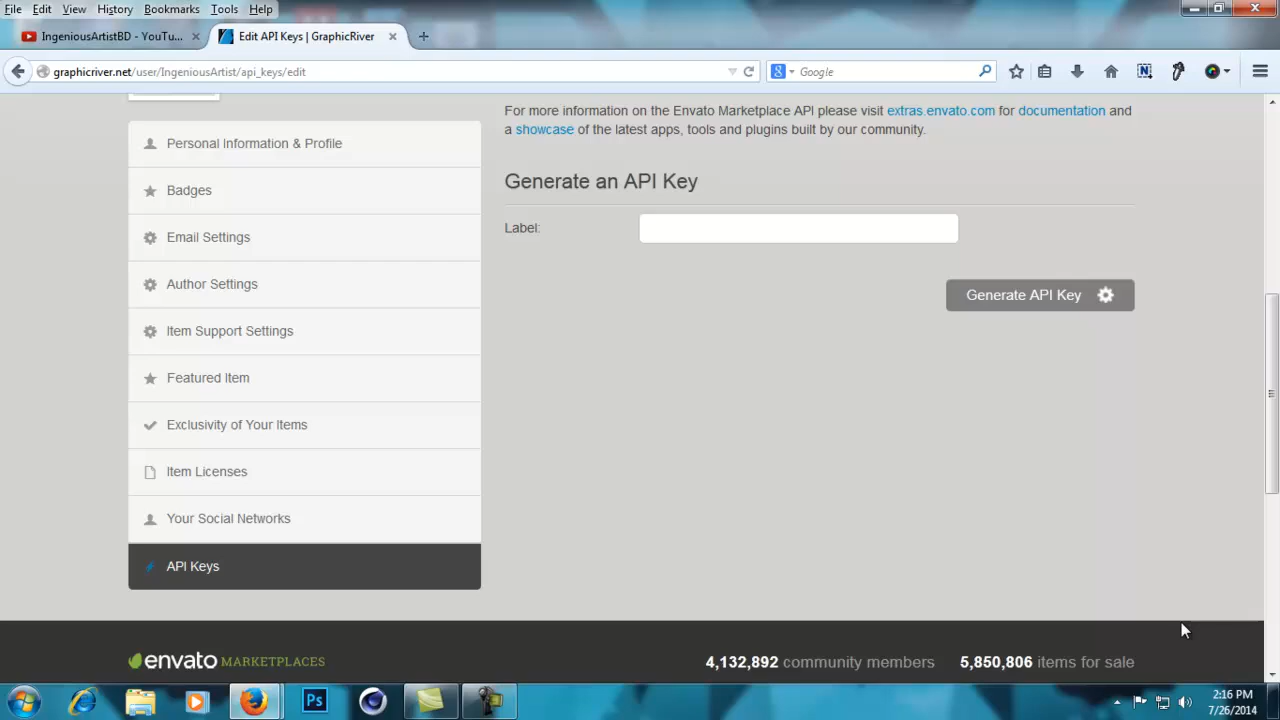 File Edit View History Bookmarks Tools Help
IngeniousArtistBD - YouTu... Edit API Keys | GraphicRiver
graphicriver.net/user/IngeniousArtist/api_keys/edit Google
For more information on the Envato Marketplace API please visit extras.envato.com for documentation and
a showcase of the latest apps, tools and plugins built by our community.
Personal Information & Profile
Badges
Email Settings
Author Settings
Item Support Settings
Featured Item
Exclusivity of Your Items
Item Licenses
Your Social Networks
API Keys
Generate an API Key
Label:
Generate API Key
envato MARKETPLACES
4,132,892 community members 5,850,806 items for sale
Ps
2:16 PM
7/26/2014